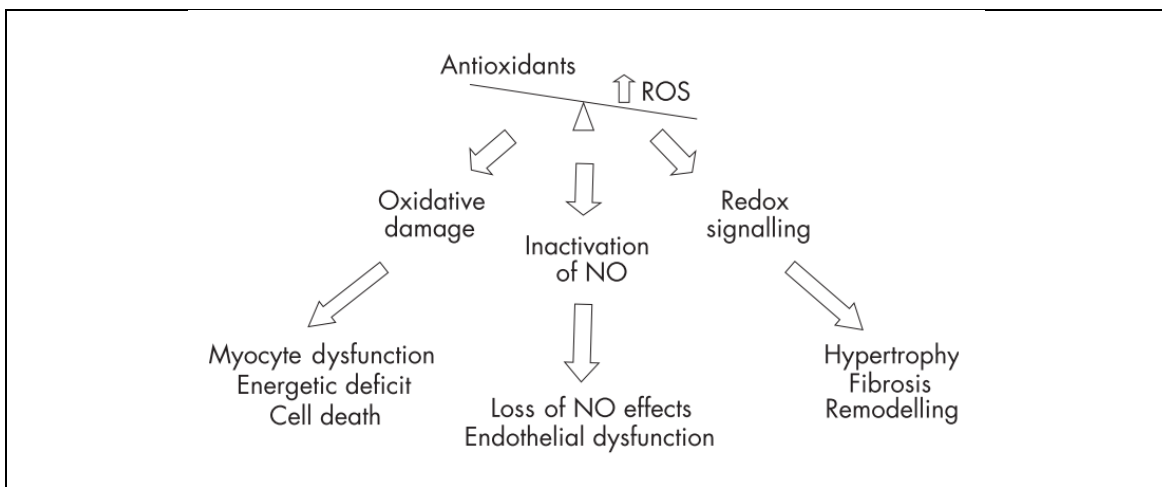 Antioxidants
ROS
Oxidative
damage
Inactivation
of NO
Redox
signalling
Myocyte dysfunction
Energetic deficit
Cell death
Loss of NO effects
Endothelial dysfunction
Hypertrophy
Fibrosis
Remodelling